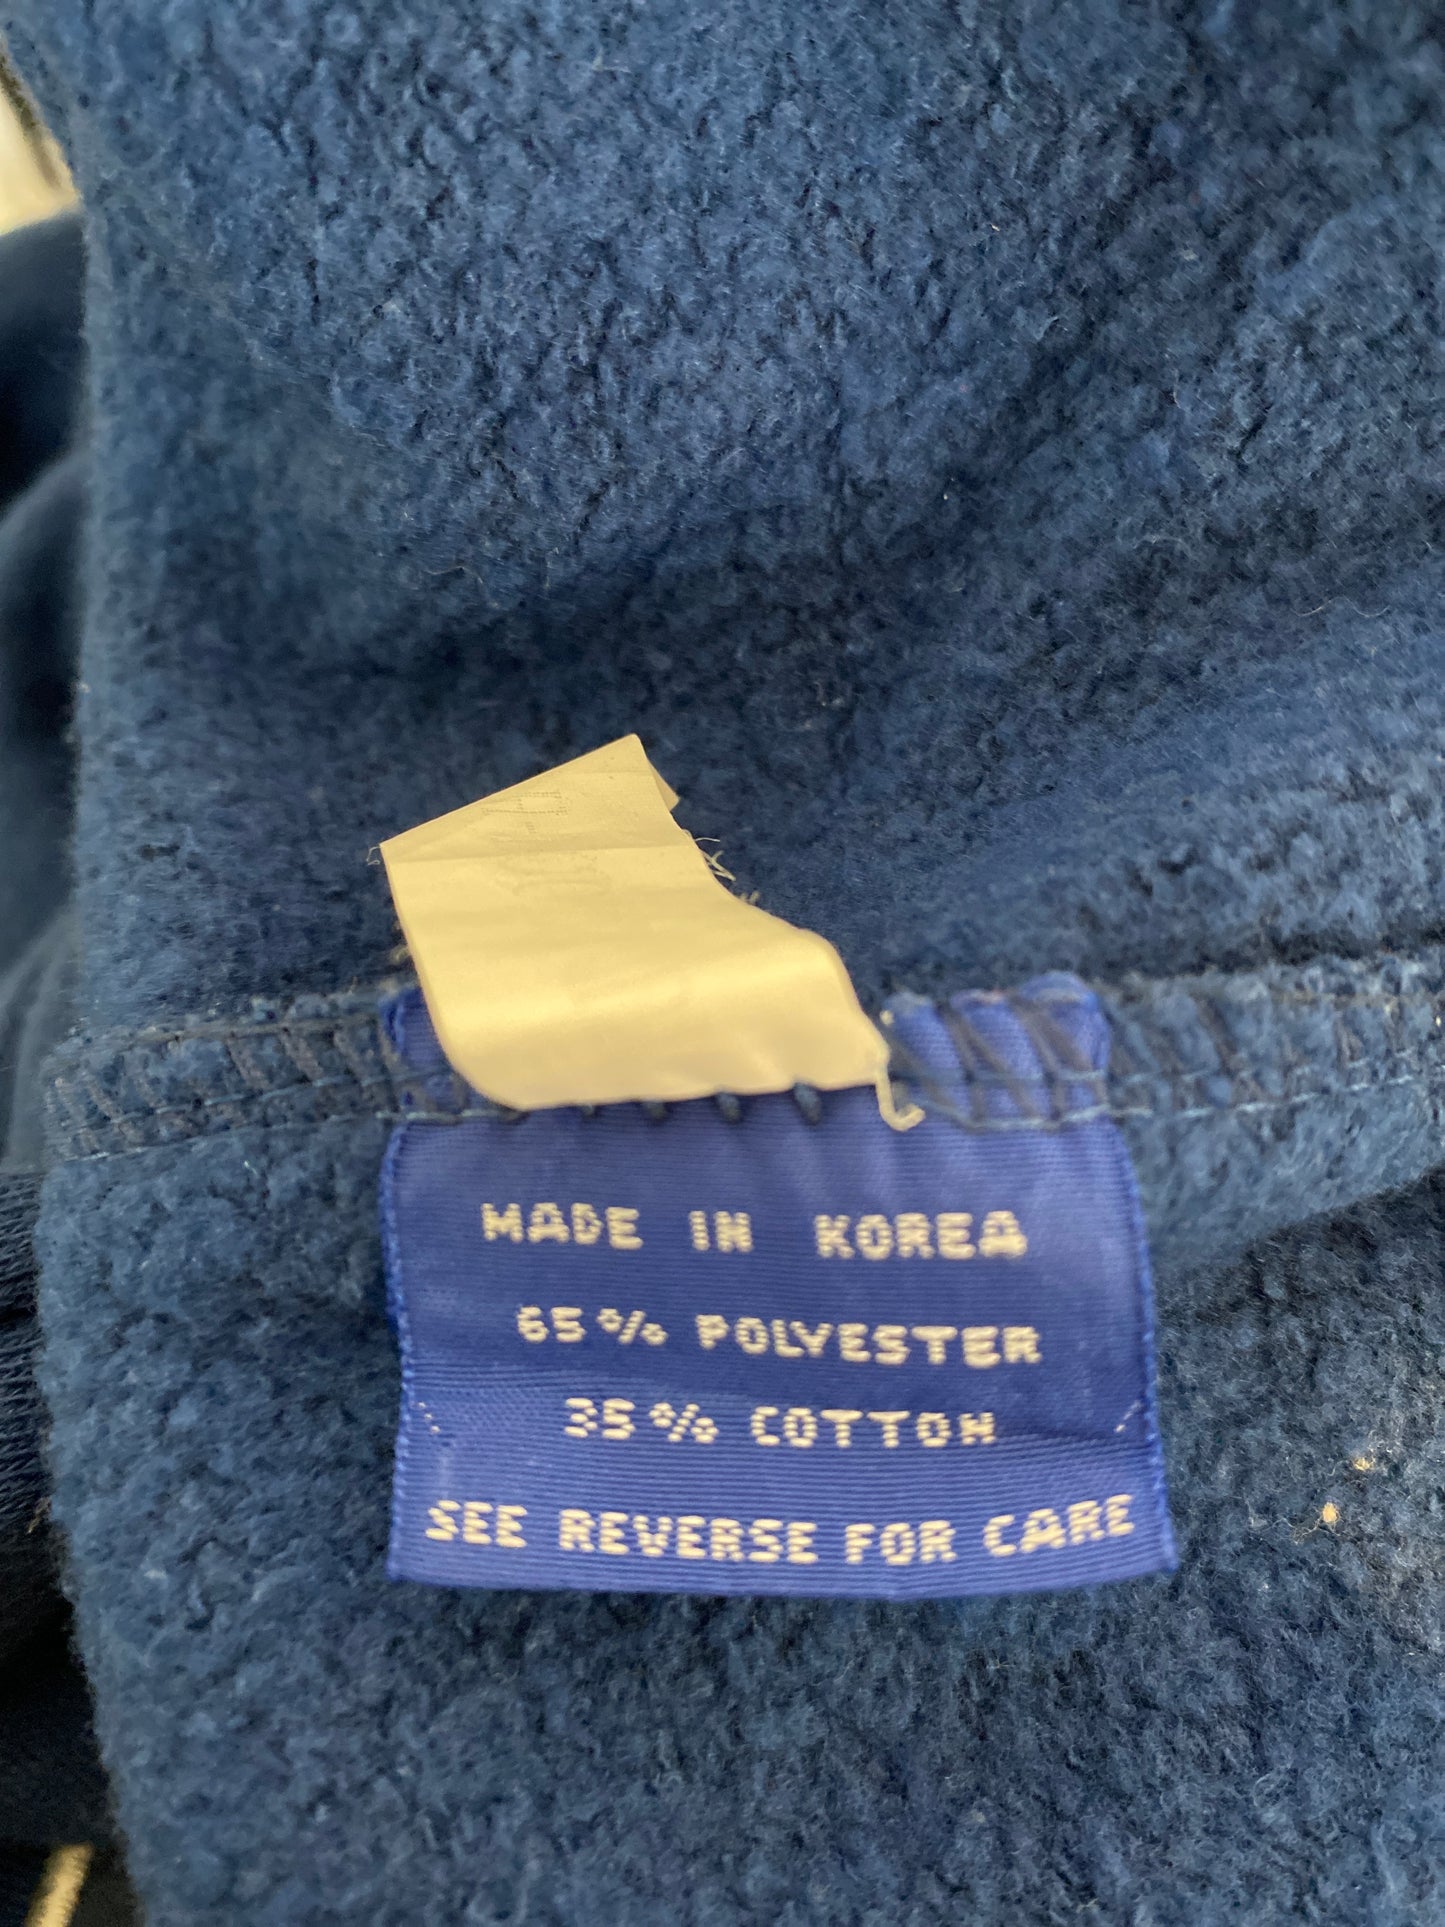 MADE IN KOREA
65% POLYESTER
35% COTTON
SEE REVERSE FOR CARE